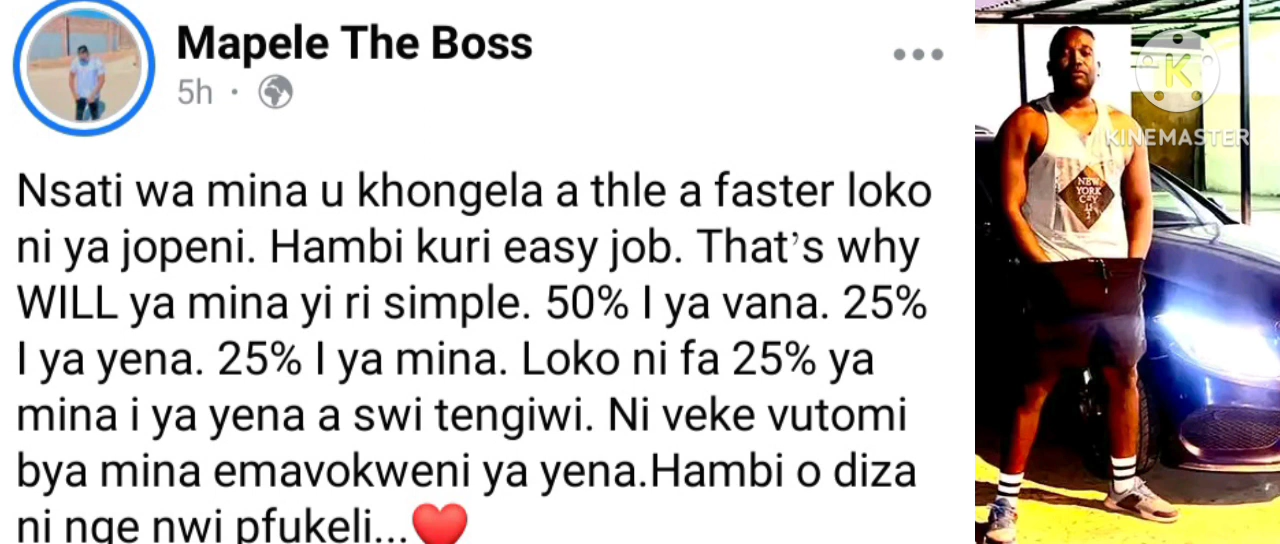 Mapele The Boss
5h ·
Nsati wa mina u khongela a thle a faster loko
ni ya jopeni. Hambi kuri easy job. That’s why
WILL ya mina yi ri simple. 50% I ya vana. 25%
I ya yena. 25% I ya mina. Loko ni fa 25% ya
mina i ya yena a swi tengiwi. Ni veke vutomi
bya mina emavokweni ya yena.Hambi o diza
ni nge nwi pfukeli...❤️
K
KINEMASTER
NEW
YORK
CITY